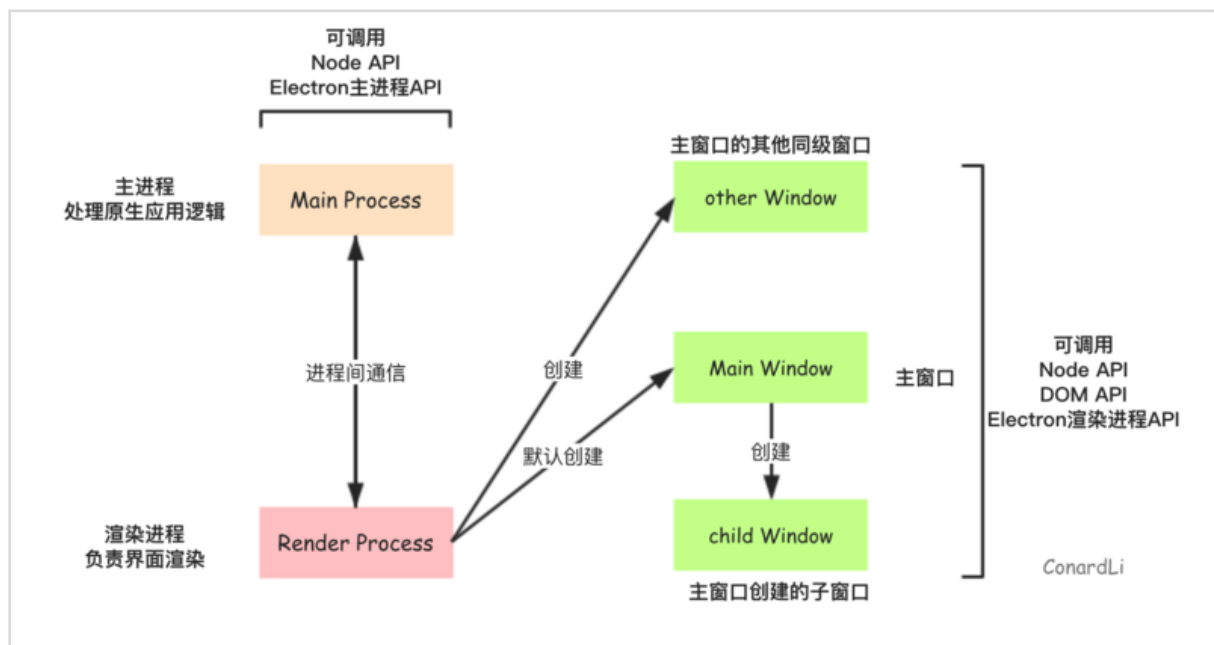 可调用
Node API
Electron主进程API
主窗口的其他同级窗口
主进程
处理原生应用逻辑
Main Process
other Window
进程间通信
创建
默认创建
Main Window
主窗口
可调用
Node API
DOM API
Electron渲染进程API
创建
渲染进程
负责界面渲染
Render Process
child Window
主窗口创建的子窗口
ConardLi